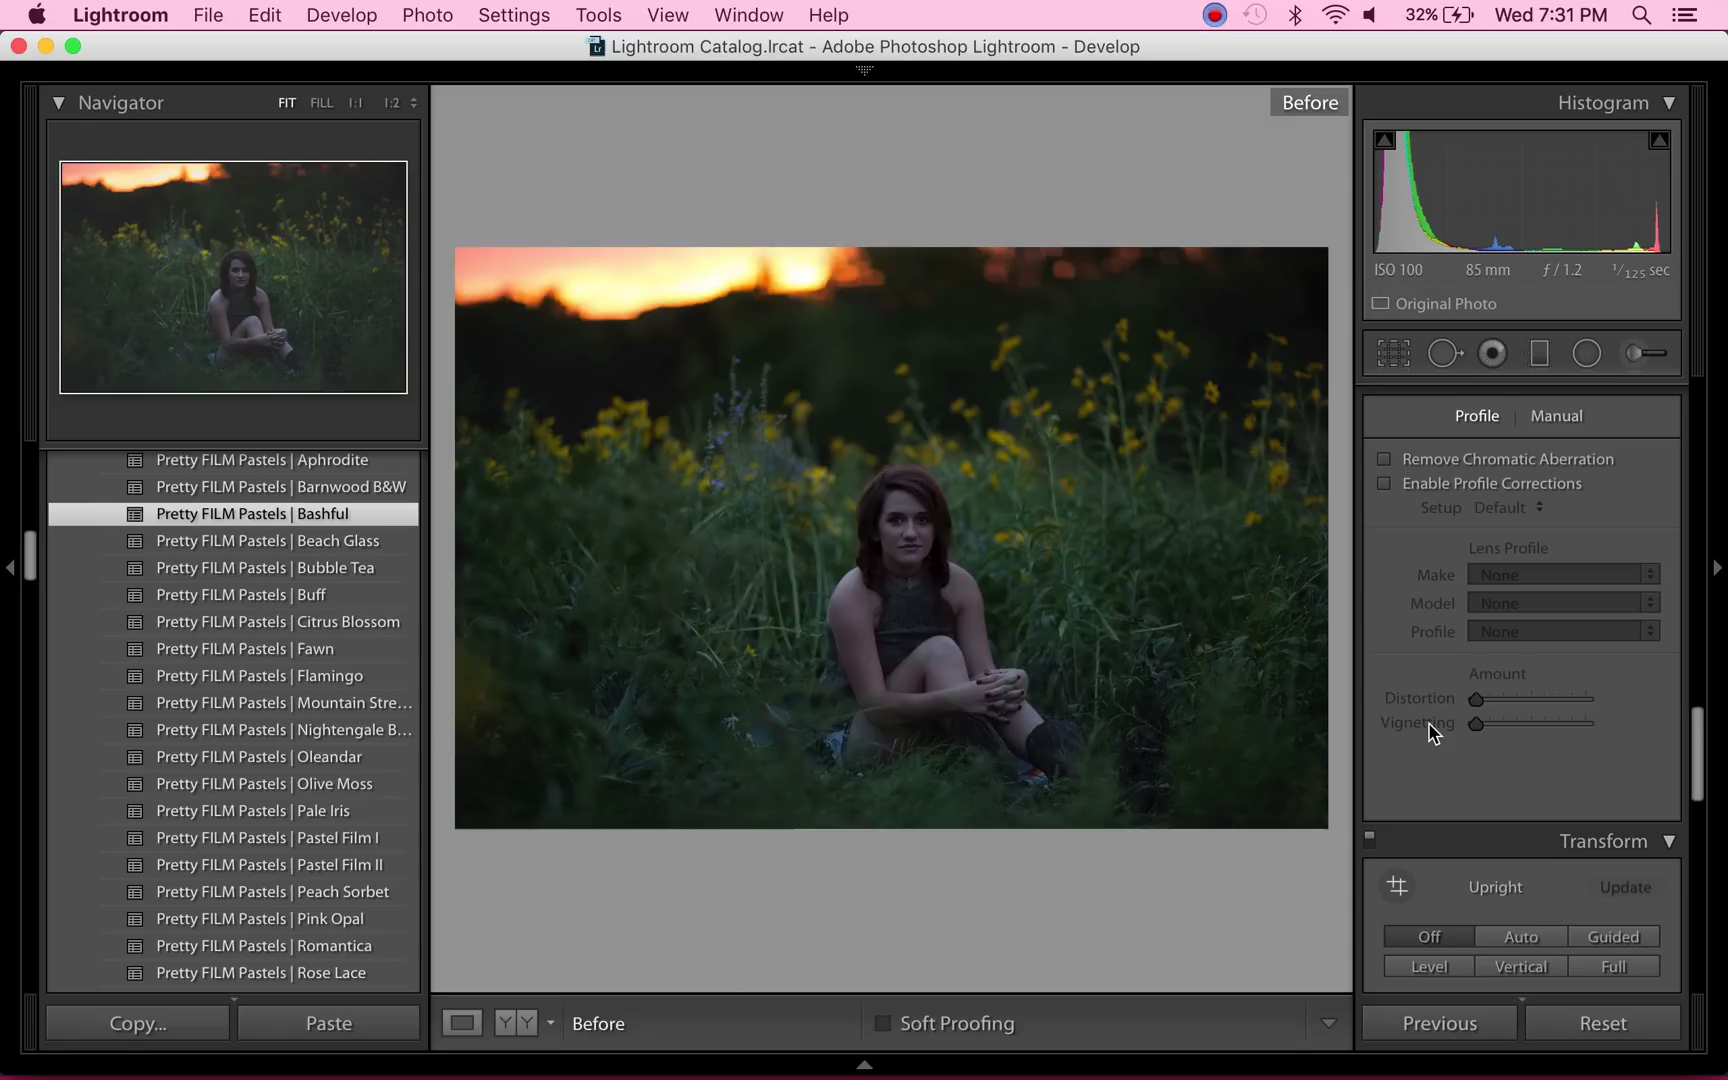 Lightroom File Edit Develop Photo Settings Tools View Window Help 32% Wed 7:31 PM
Lr Lightroom Catalog.lrcat - Adobe Photoshop Lightroom - Develop
Navigator FIT FILL 1:1 1:2
Pretty FILM Pastels | Aphrodite
Pretty FILM Pastels | Barnwood B&W
Pretty FILM Pastels | Bashful
Pretty FILM Pastels | Beach Glass
Pretty FILM Pastels | Bubble Tea
Pretty FILM Pastels | Buff
Pretty FILM Pastels | Citrus Blossom
Pretty FILM Pastels | Fawn
Pretty FILM Pastels | Flamingo
Pretty FILM Pastels | Mountain Stre...
Pretty FILM Pastels | Nightengale B...
Pretty FILM Pastels | Oleandar
Pretty FILM Pastels | Olive Moss
Pretty FILM Pastels | Pale Iris
Pretty FILM Pastels | Pastel Film I
Pretty FILM Pastels | Pastel Film II
Pretty FILM Pastels | Peach Sorbet
Pretty FILM Pastels | Pink Opal
Pretty FILM Pastels | Romantica
Pretty FILM Pastels | Rose Lace
Copy... Paste
Before
YY Before Soft Proofing
Histogram
ISO 100 85 mm ƒ / 1.2 1/125 sec
Original Photo
Profile | Manual
Remove Chromatic Aberration
Enable Profile Corrections
Setup Default
Lens Profile
Make None
Model None
Profile None
Amount
Distortion
Vignetting
Transform
Upright Update
Off Auto Guided
Level Vertical Full
Previous Reset